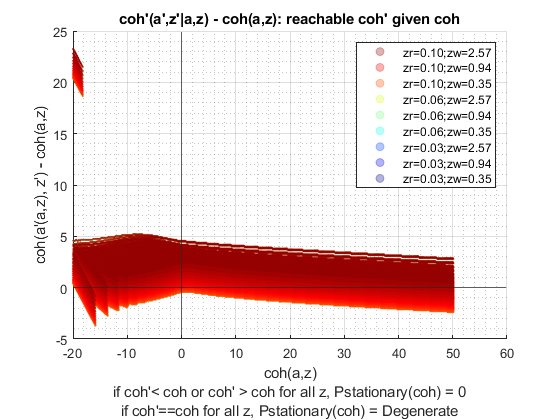 coh'(a',z'|a,z) - coh(a,z): reachable coh' given coh
25
20
15
10
5
0
-5
coh(a'(a,z), z') - coh(a,z)
zr=0.10;zw=2.57
zr=0.10;zw=0.94
zr=0.10;zw=0.35
zr=0.06;zw=2.57
zr=0.06;zw=0.94
zr=0.06;zw=0.35
zr=0.03;zw=2.57
zr=0.03;zw=0.94
zr=0.03;zw=0.35
-20 -10 0 10 20 30 40 50 60
coh(a,z)
if coh'< coh or coh' > coh for all z, Pstationary(coh) = 0
if coh'==coh for all z, Pstationary(coh) = Degenerate